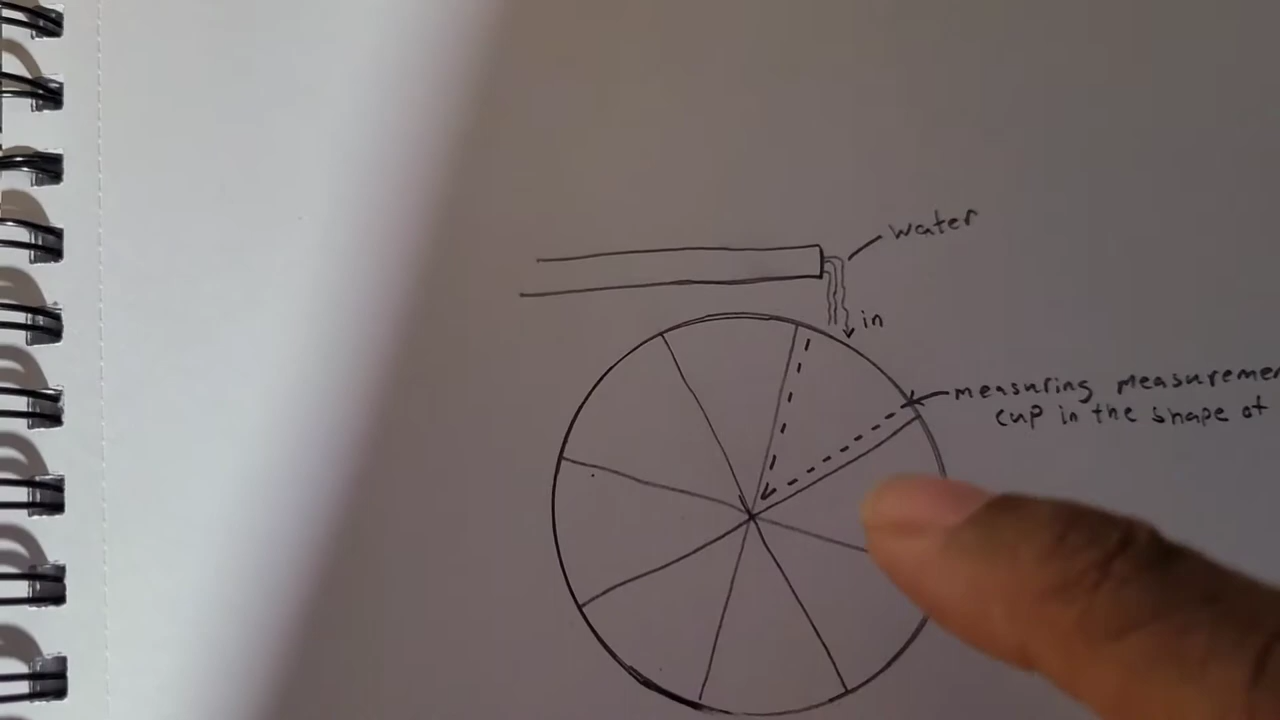 water
in
measuring measuremen
cup in the shape of